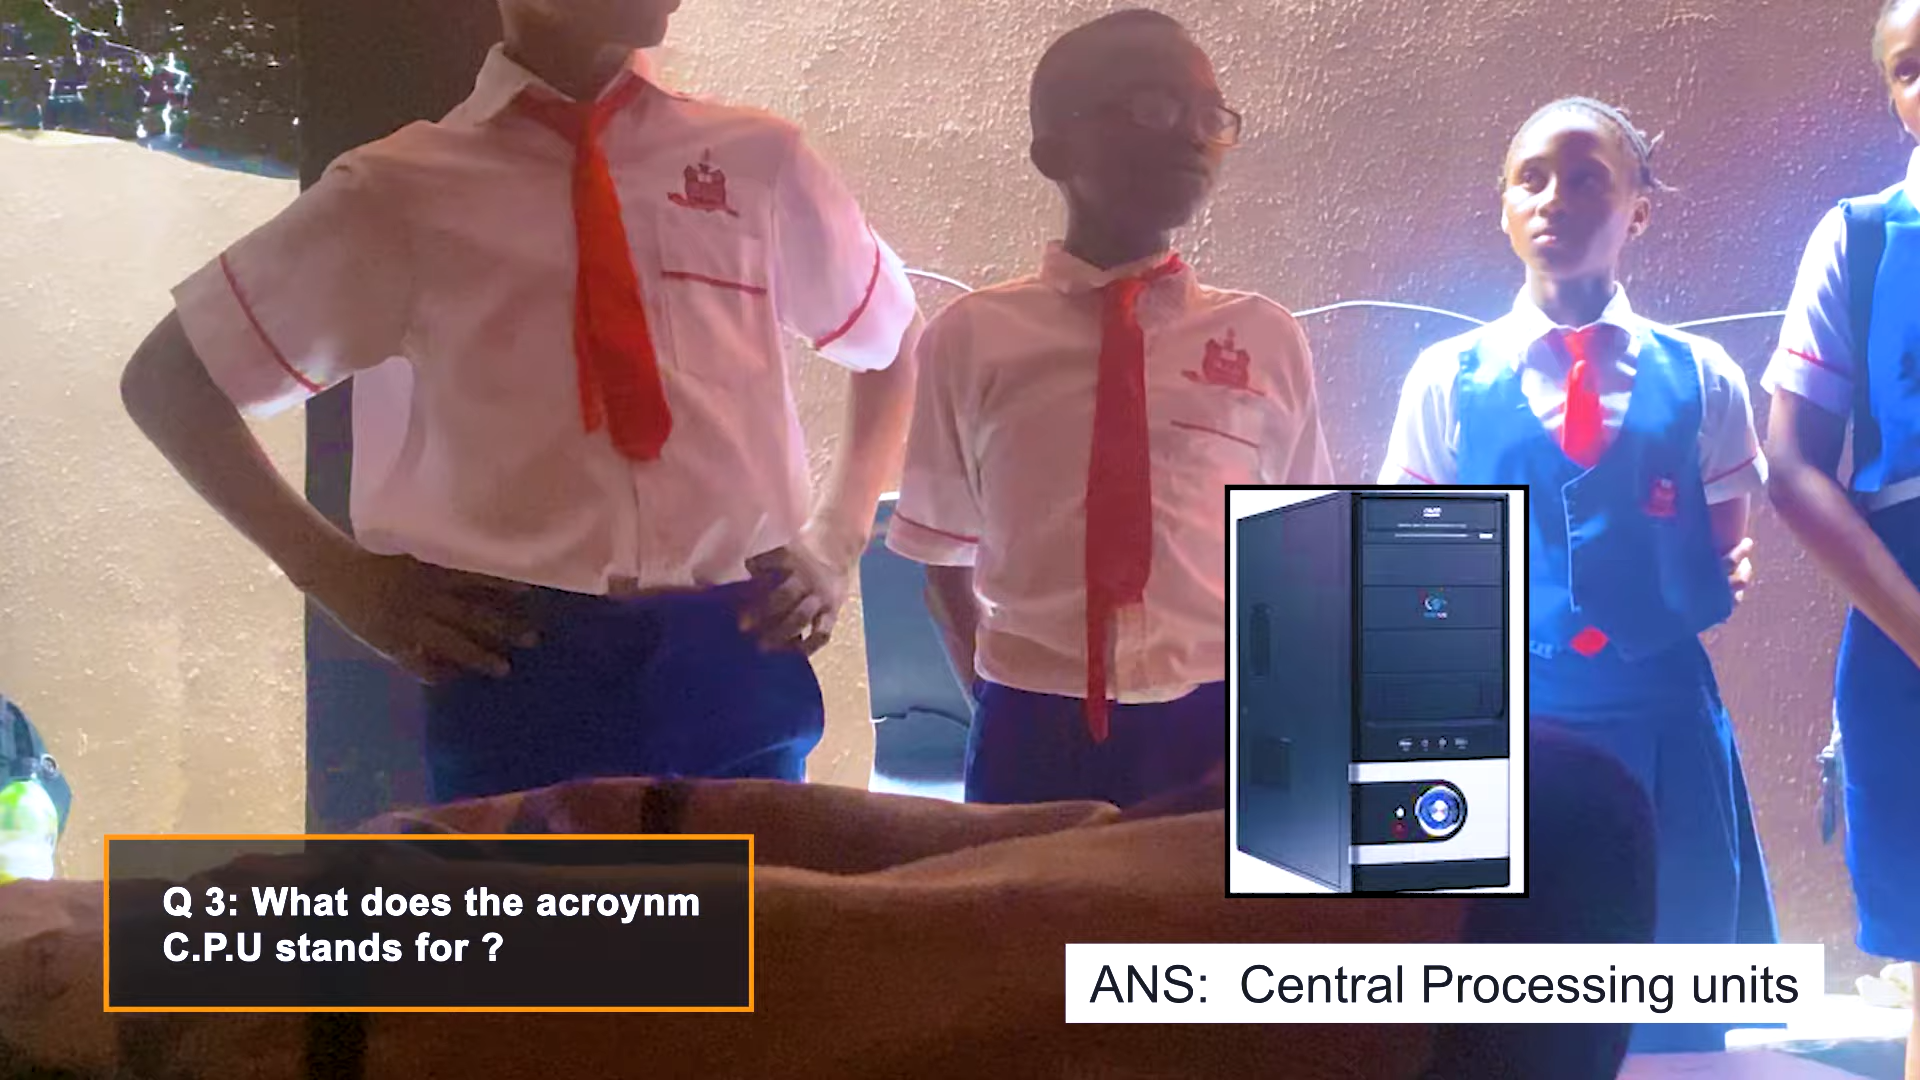 Q 3: What does the acroynm
C.P.U stands for ?
ANS: Central Processing units